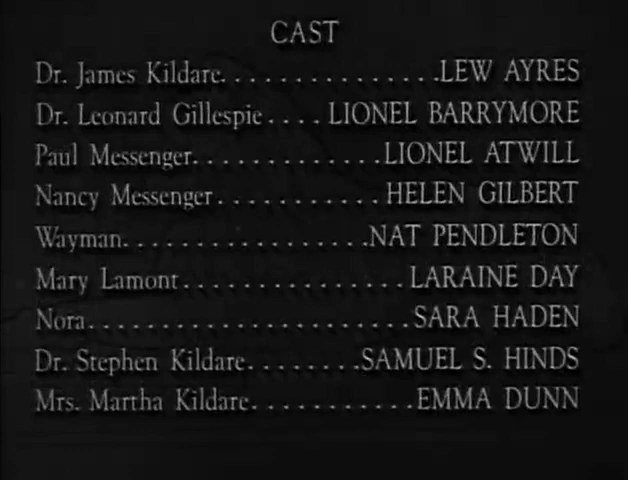 CAST
Dr. James Kildare. . . . . . . . . . . . . . .LEW AYRES
Dr. Leonard Gillespie . . . . LIONEL BARRYMORE
Paul Messenger. . . . . . . . . . . . .LIONEL ATWILL
Nancy Messenger . . . . . . . . . . . HELEN GILBERT
Wayman. . . . . . . . . . . . . . . . .NAT PENDLETON
Mary Lamont . . . . . . . . . . . . . . . LARAINE DAY
Nora. . . . . . . . . . . . . . . . . . . . . . SARA HADEN
Dr. Stephen Kildare. . . . . . . .SAMUEL S. HINDS
Mrs. Martha Kildare. . . . . . . . . . .EMMA DUNN